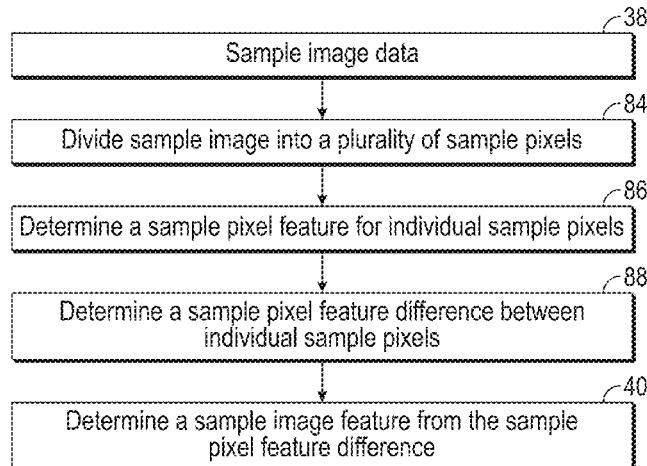 38
Sample image data
84
Divide sample image into a plurality of sample pixels
86
Determine a sample pixel feature for individual sample pixels
88
Determine a sample pixel feature difference between
individual sample pixels
40
Determine a sample image feature from the sample
pixel feature difference